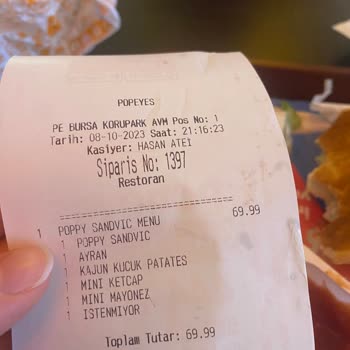 POPEYES
PE BURSA KORUPARK AVM Pos No: 1
Tarih: 08-10-2023 Saat: 21:16:23
Kasiyer: HASAN ATEI
Siparis No: 1397
Restoran
1 POPPY SANDVIC MENU 69.99
1 POPPY SANDVIC
1 AYRAN
1 KAJUN KUCUK PATATES
1 MINI KETCAP
1 MINI MAYONEZ
1 ISTENMIYOR
Toplam Tutar: 69.99